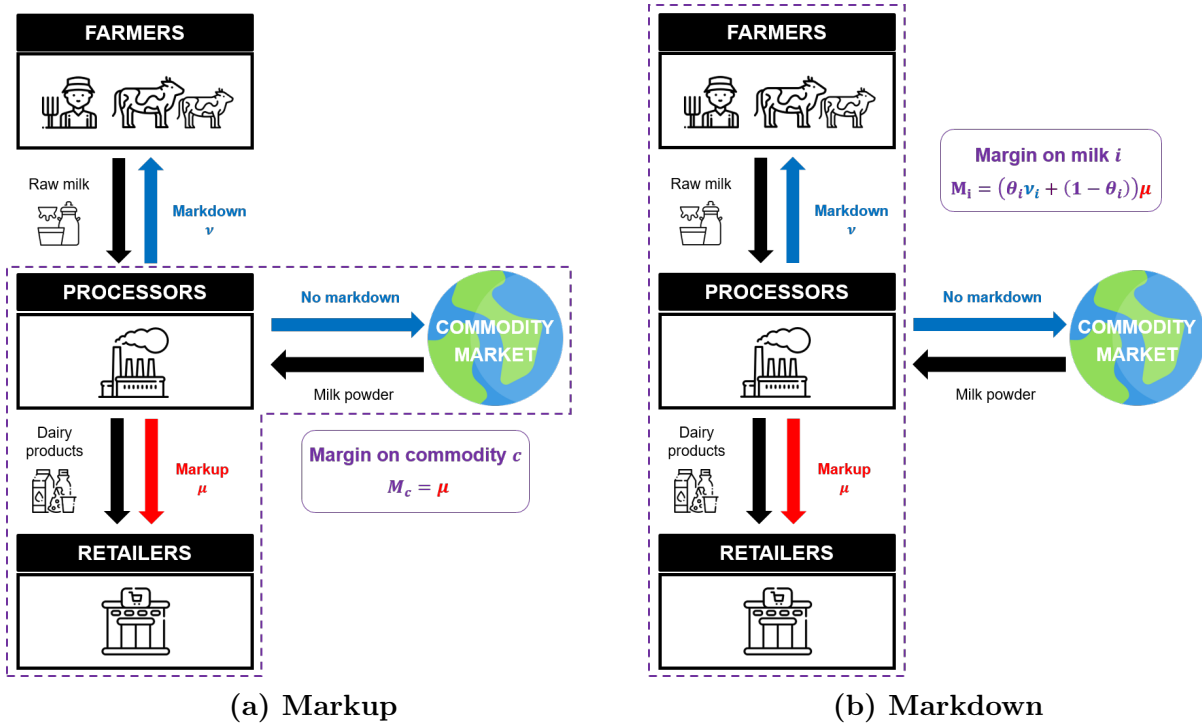 FARMERS
Raw milk
Markdown
ν
PROCESSORS
No markdown
COMMODITY
MARKET
Milk powder
Dairy
products
Markup
μ
Margin on commodity c
M_c = μ
RETAILERS
(a) Markup
FARMERS
Raw milk
Markdown
ν
Margin on milk i
M_i = (θ_i ν_i + (1 − θ_i))μ
PROCESSORS
No markdown
COMMODITY
MARKET
Milk powder
Dairy
products
Markup
μ
RETAILERS
(b) Markdown